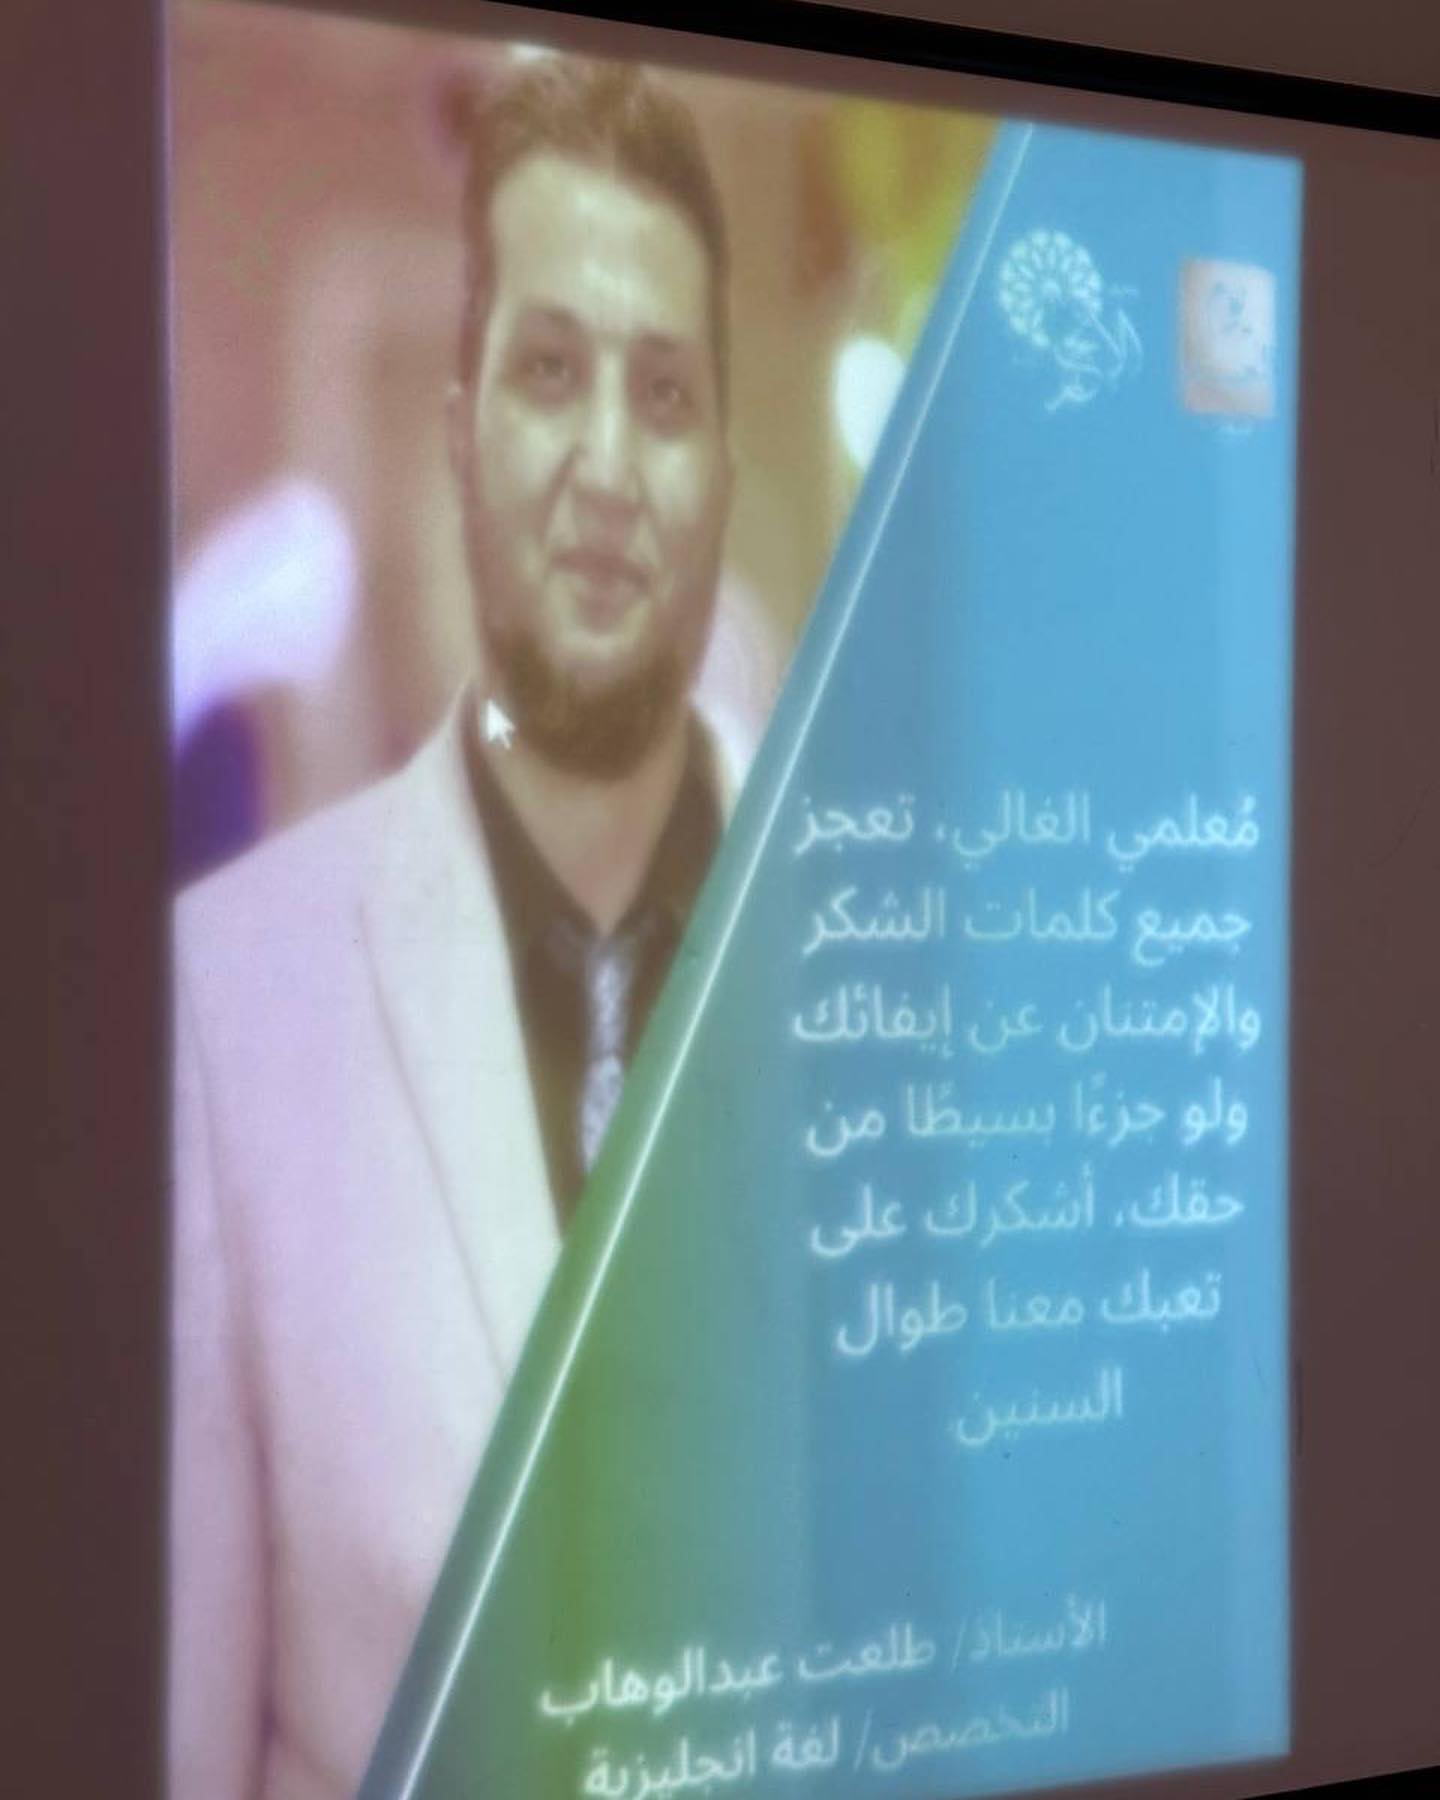 مُعلمي الغالي، تعجز
جميع كلمات الشكر
والإمتنان عن إيفائك
ولو جزءًا بسيطًا من
حقك، أشكرك على
تعبك معنا طوال
السنين.
الأستاذ/ طلعت عبدالوهاب
التخصص/ لغة انجليزية